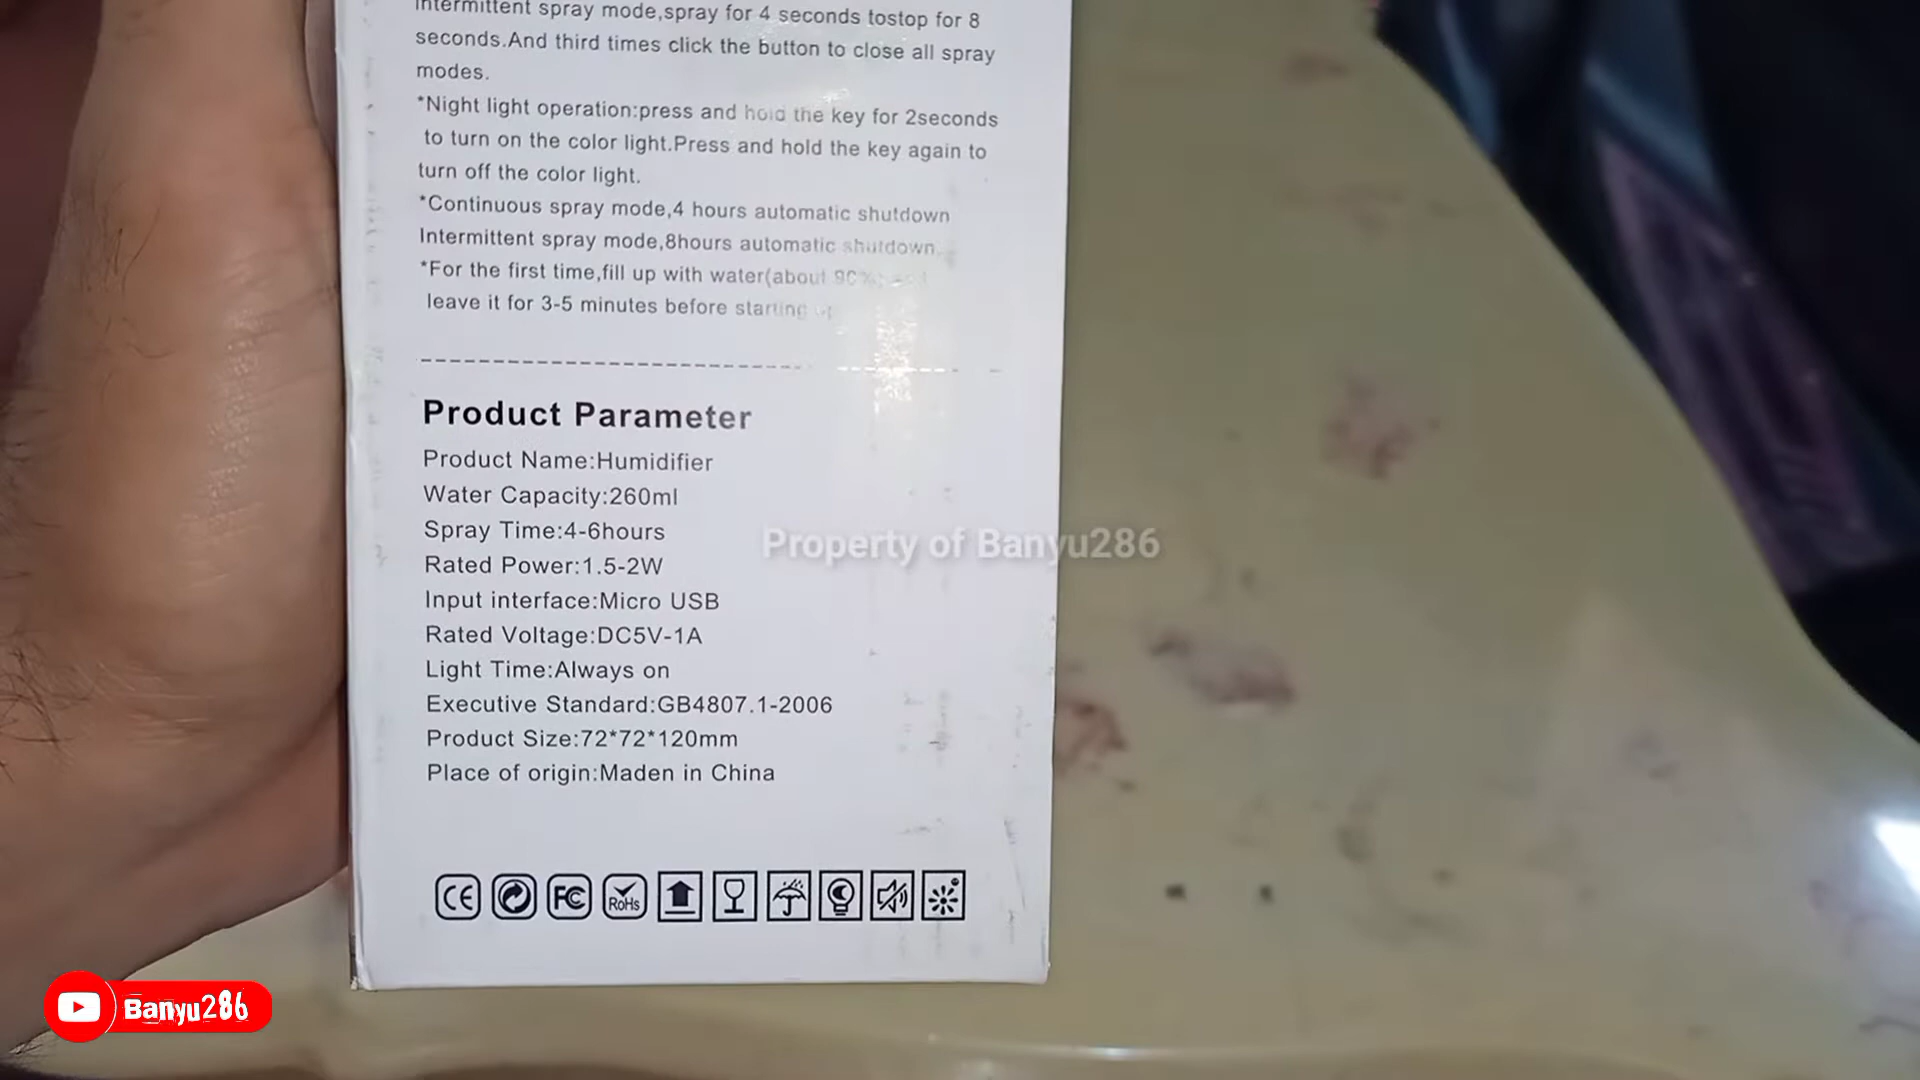 Intermittent spray mode,spray for 4 seconds tostop for 8
seconds.And third times click the button to close all spray
modes.
*Night light operation:press and hold the key for 2seconds
to turn on the color light.Press and hold the key again to
turn off the color light.
*Continuous spray mode,4 hours automatic shutdown
Intermittent spray mode,8hours automatic shutdown.
*For the first time,fill up with water(about
leave it for 3-5 minutes before starting
Product Parameter
Product Name:Humidifier
Water Capacity:260ml
Spray Time:4-6hours
Rated Power:1.5-2W
Input interface:Micro USB
Rated Voltage:DC5V-1A
Light Time:Always on
Executive Standard:GB4807.1-2006
Product Size:72*72*120mm
Place of origin:Maden in China
CE FC RoHs
Property of Banyu286
Banyu286